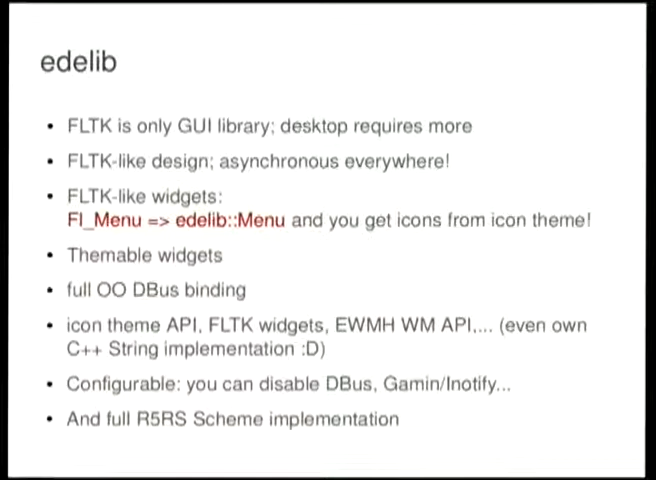 edelib
• FLTK is only GUI library; desktop requires more
• FLTK-like design; asynchronous everywhere!
• FLTK-like widgets:
Fl_Menu => edelib::Menu and you get icons from icon theme!
• Themable widgets
• full OO DBus binding
• icon theme API, FLTK widgets, EWMH WM API,... (even own
C++ String implementation :D)
• Configurable: you can disable DBus, Gamin/Inotify...
• And full R5RS Scheme implementation